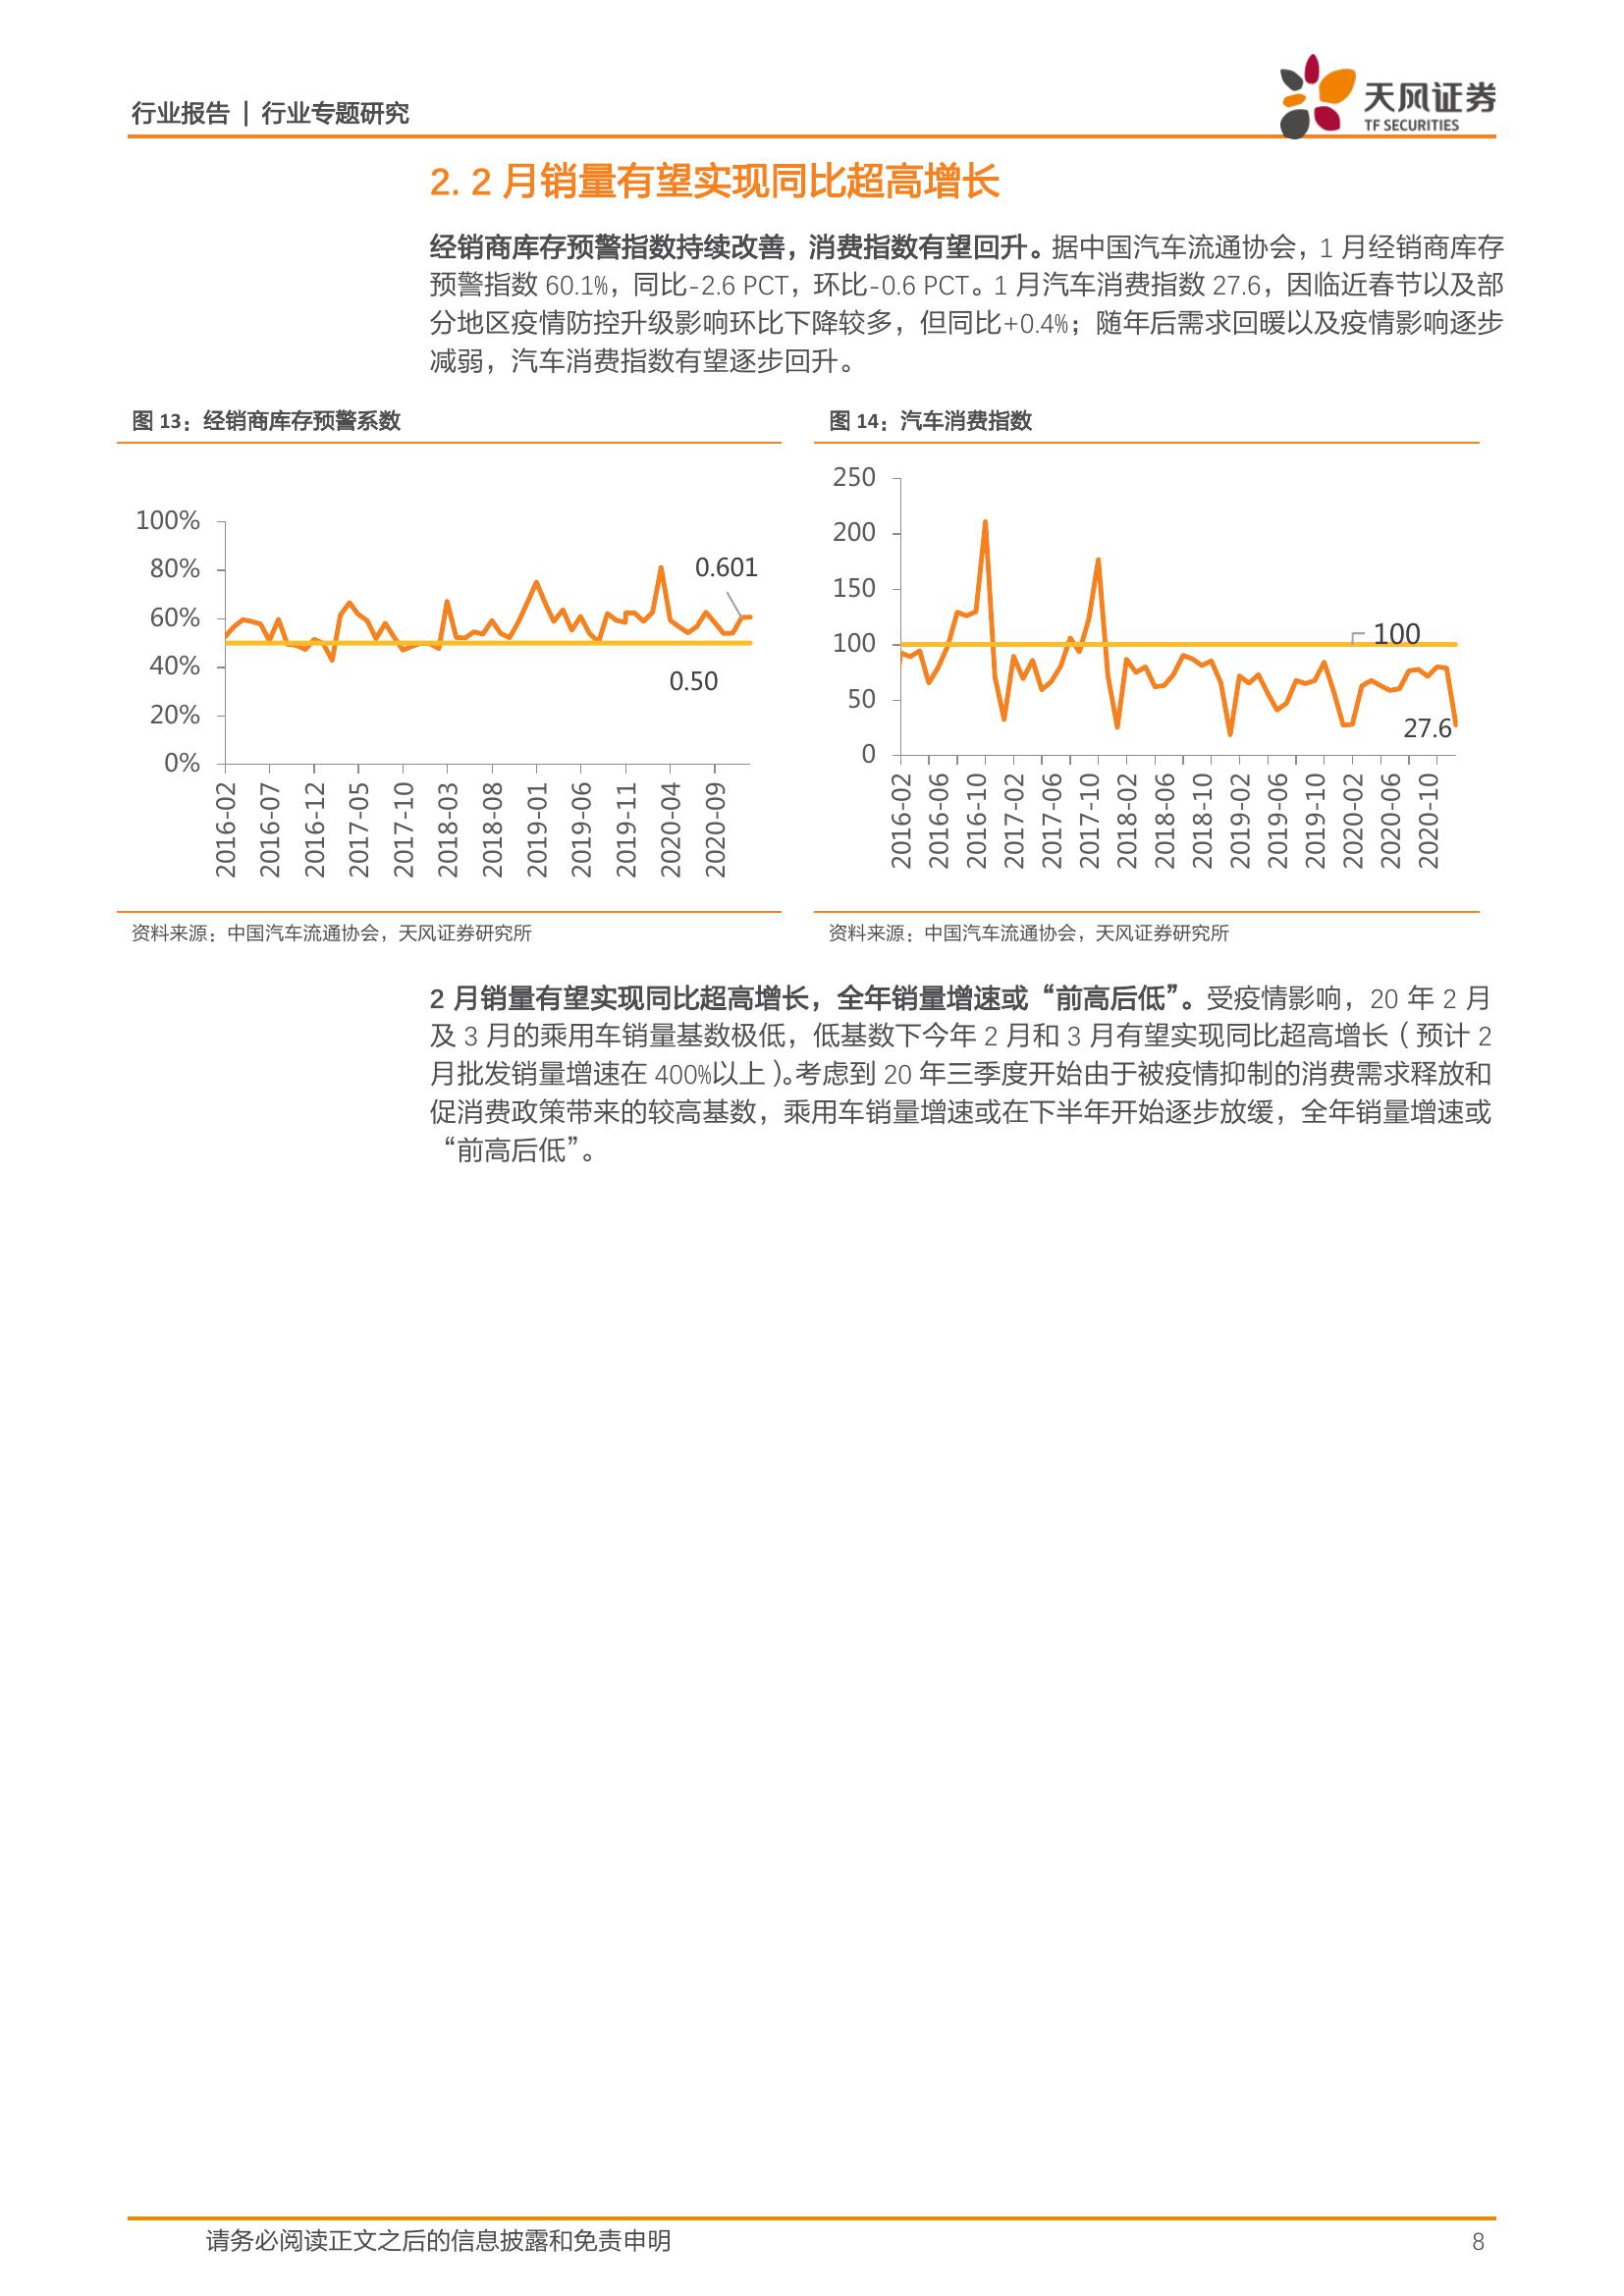 行业报告 | 行业专题研究
天风证券
TF SECURITIES
2. 2 月销量有望实现同比超高增长
经销商库存预警指数持续改善，消费指数有望回升。据中国汽车流通协会，1 月经销商库存
预警指数 60.1%，同比-2.6 PCT，环比-0.6 PCT。1 月汽车消费指数 27.6，因临近春节以及部
分地区疫情防控升级影响环比下降较多，但同比+0.4%；随年后需求回暖以及疫情影响逐步
减弱，汽车消费指数有望逐步回升。
图 13：经销商库存预警系数
100%
80%
60%
40%
20%
0%
0.601
0.50
2016-02
2016-07
2016-12
2017-05
2017-10
2018-03
2018-08
2019-01
2019-06
2019-11
2020-04
2020-09
资料来源：中国汽车流通协会，天风证券研究所
图 14：汽车消费指数
250
200
150
100
50
0
100
27.6
2016-02
2016-06
2016-10
2017-02
2017-06
2017-10
2018-02
2018-06
2018-10
2019-02
2019-06
2019-10
2020-02
2020-06
2020-10
资料来源：中国汽车流通协会，天风证券研究所
2 月销量有望实现同比超高增长，全年销量增速或“前高后低”。受疫情影响，20 年 2 月
及 3 月的乘用车销量基数极低，低基数下今年 2 月和 3 月有望实现同比超高增长（预计 2
月批发销量增速在 400%以上）。考虑到 20 年三季度开始由于被疫情抑制的消费需求释放和
促消费政策带来的较高基数，乘用车销量增速或在下半年开始逐步放缓，全年销量增速或
“前高后低”。
请务必阅读正文之后的信息披露和免责申明
8